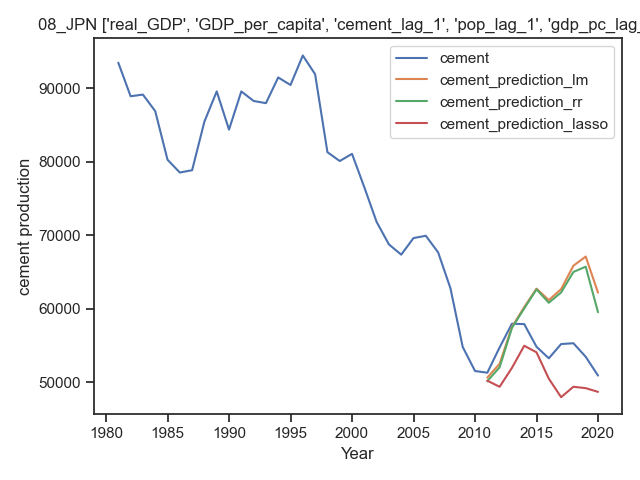 08_JPN ['real_GDP', 'GDP_per_capita', 'cement_lag_1', 'pop_lag_1', 'gdp_pc_lag_
cement
cement_prediction_lm
cement_prediction_rr
cement_prediction_lasso
cement production
90000
80000
70000
60000
50000
1980 1985 1990 1995 2000 2005 2010 2015 2020
Year